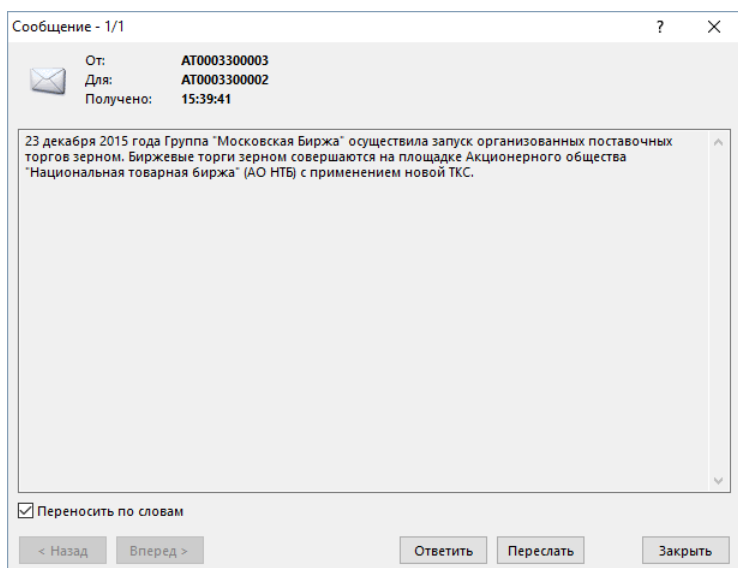 Сообщение - 1/1
От: AT0003300003
Для: AT0003300002
Получено: 15:39:41
23 декабря 2015 года Группа "Московская Биржа" осуществила запуск организованных поставочных
торгов зерном. Биржевые торги зерном совершаются на площадке Акционерного общества
"Национальная товарная биржа" (АО НТБ) с применением новой ТКС.
Переносить по словам
< Назад Вперед > Ответить Переслать Закрыть